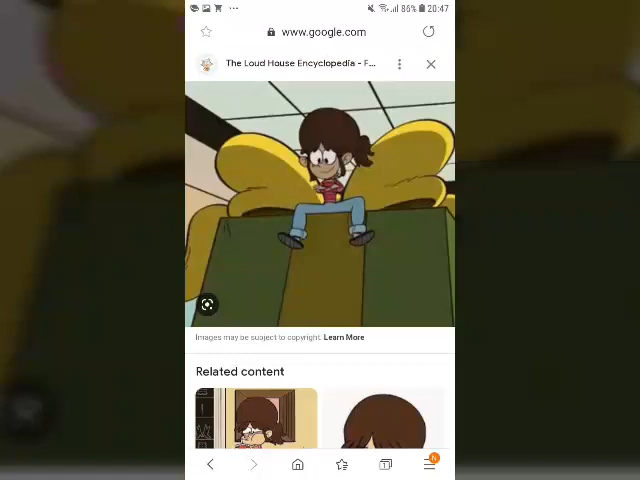 86% 20:47
www.google.com
The Loud House Encyclopedia - F...
Images may be subject to copyright. Learn More
Related content
1
N